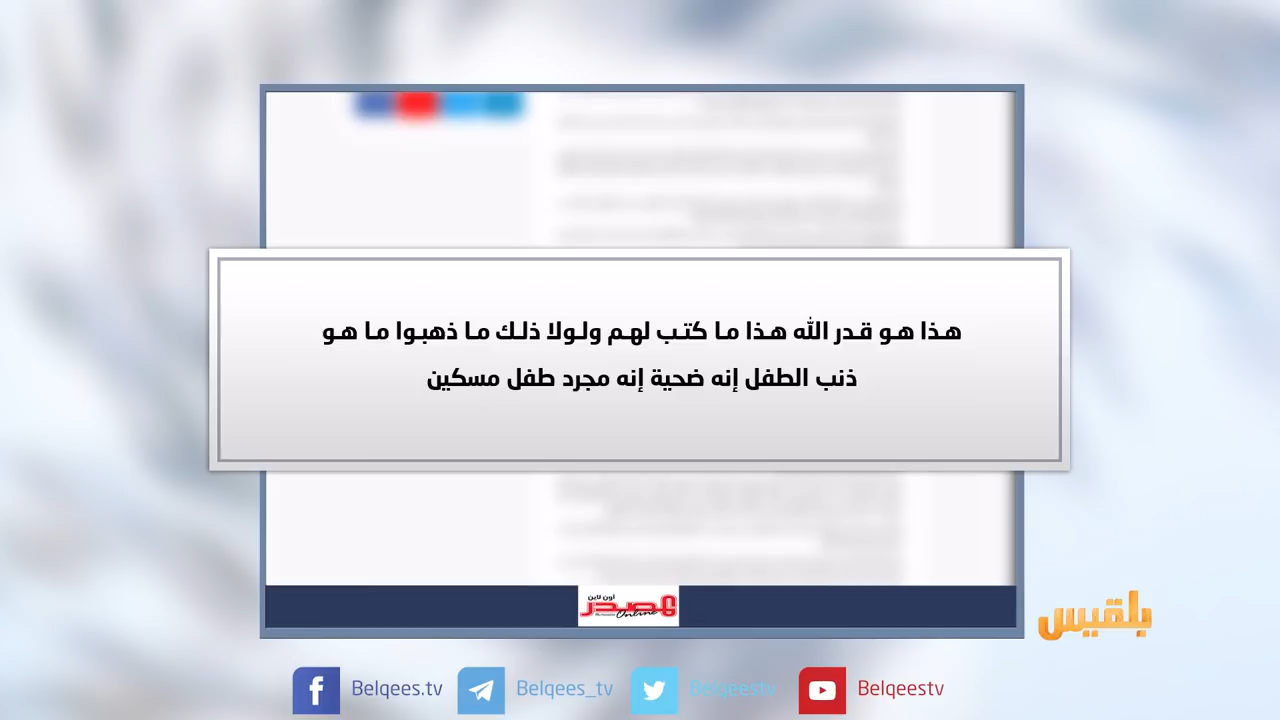 هذا هو قدر الله هذا ما كتب لهم ولولا ذلك ما ذهبوا ما هو
ذنب الطفل إنه ضحية إنه مجرد طفل مسكين
أون لاين
المصدر
Online
بلقيس
Belqees.tv
Belqees_tv
Belqeestv
Belqeestv